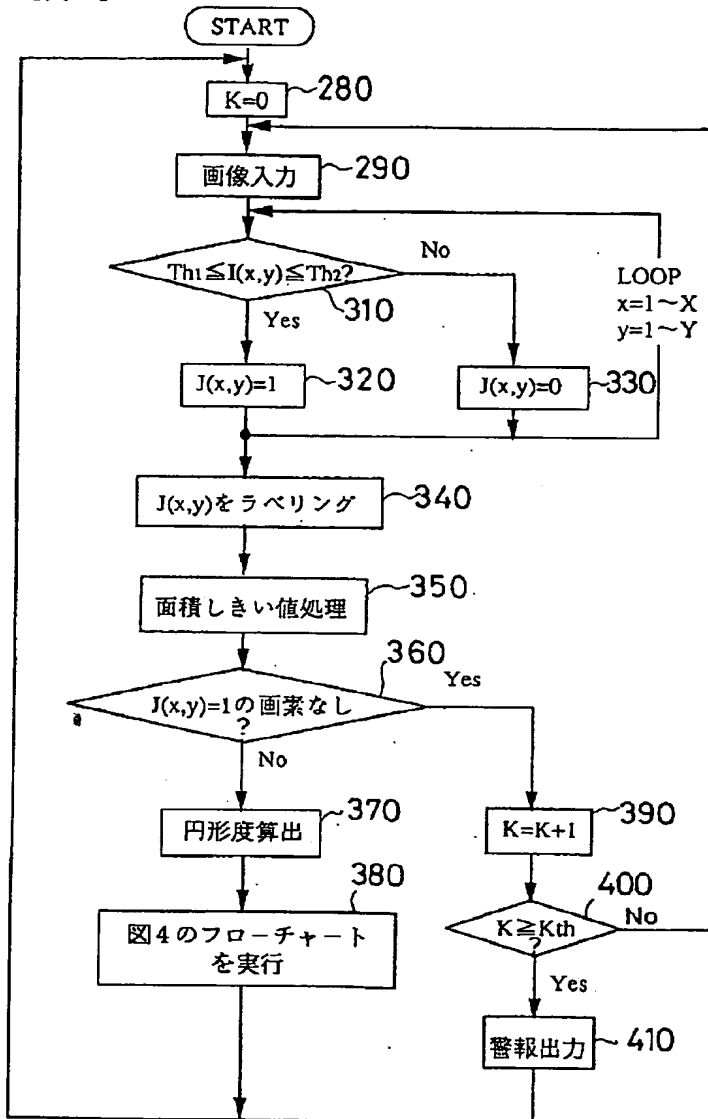 START
K=0
280
画像入力
290
Th1≦I(x,y)≦Th2?
No
310
Yes
LOOP
x=1~X
y=1~Y
J(x,y)=1
320
J(x,y)=0
330
J(x,y)をラベリング
340
面積しきい値処理
350
360
J(x,y)=1の画素なし
?
Yes
No
円形度算出
370
K=K+1
390
380
図4のフローチャート
を実行
400
K≧Kth
?
No
Yes
警報出力
410